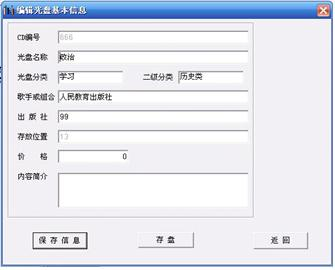 编辑光盘基本信息
CD编号 666
光盘名称 政治
光盘分类 学习 二级分类 历史类
歌手或组合 人民教育出版社
出 版 社 99
存放位置 13
价 格 0
内容简介
保 存 信 息 存 盘 返 回